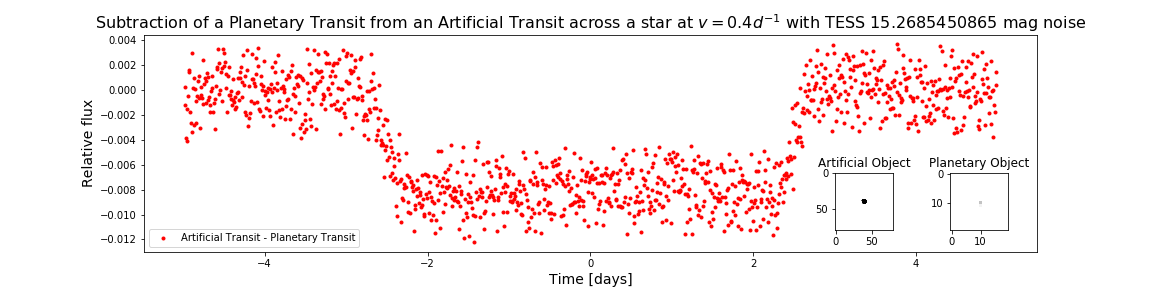 Subtraction of a Planetary Transit from an Artificial Transit across a star at v = 0.4d⁻¹ with TESS 15.2685450865 mag noise
0.004
0.002
0.000
−0.002
−0.004
−0.006
−0.008
−0.010
−0.012
Relative flux
Artificial Transit - Planetary Transit
Artificial Object
0
50
0 50
Planetary Object
0
10
0 10
−4 −2 0 2 4
Time [days]